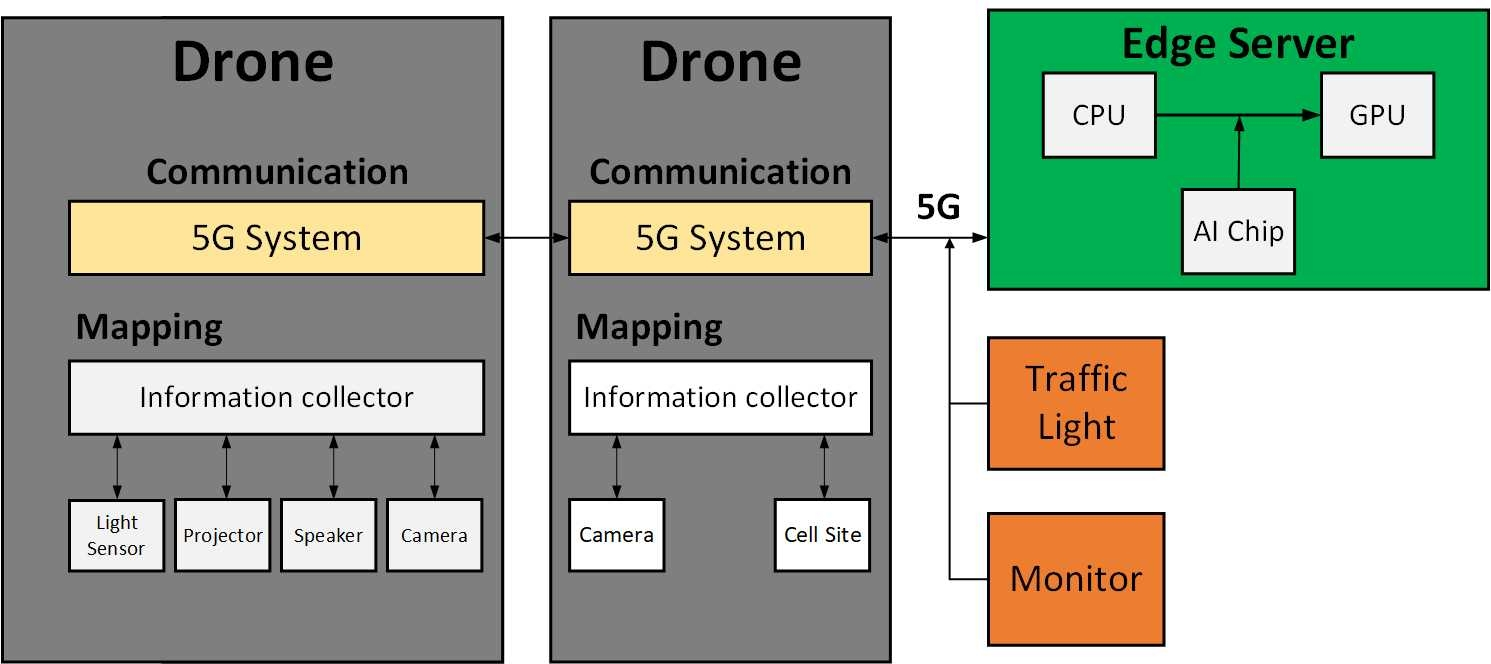 Drone
Communication
5G System
Mapping
Information collector
Light
Sensor
Projector
Speaker
Camera
Drone
Communication
5G System
Mapping
Information collector
Camera
Cell Site
5G
Edge Server
CPU
GPU
AI Chip
Traffic
Light
Monitor